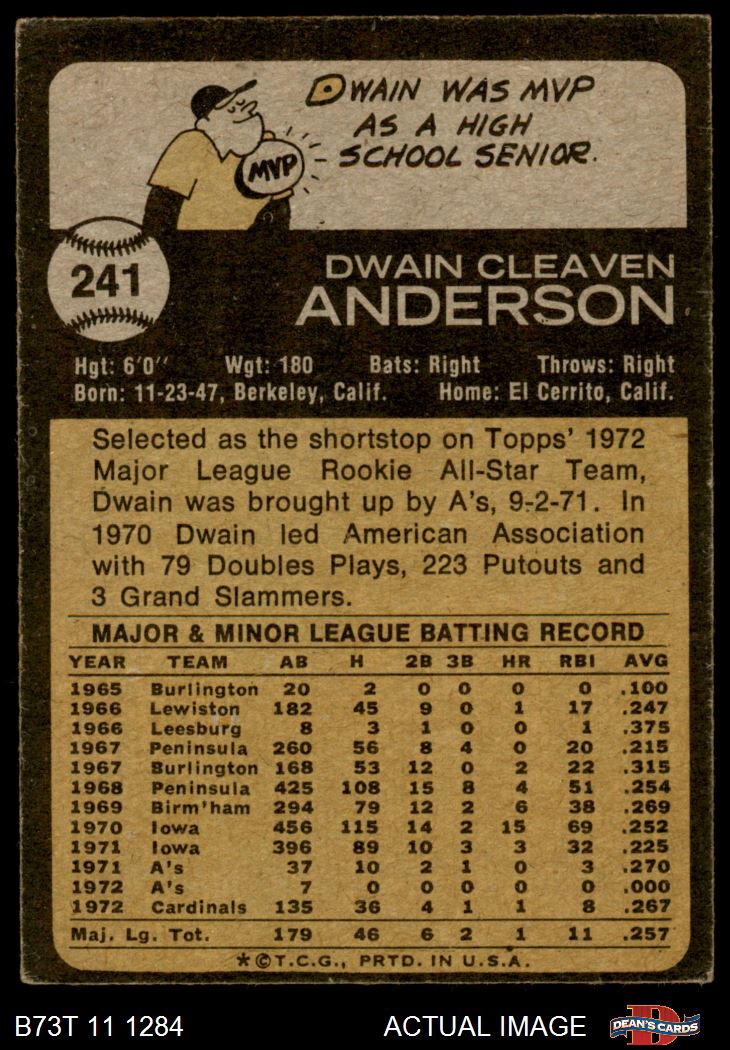 DWAIN WAS MVP
AS A HIGH
SCHOOL SENIOR.
MVP
241
DWAIN CLEAVEN
ANDERSON
Hgt: 6'0" Wgt: 180 Bats: Right Throws: Right
Born: 11-23-47, Berkeley, Calif. Home: El Cerrito, Calif.
Selected as the shortstop on Topps' 1972
Major League Rookie All-Star Team,
Dwain was brought up by A's, 9-2-71. In
1970 Dwain led American Association
with 79 Doubles Plays, 223 Putouts and
3 Grand Slammers.
MAJOR & MINOR LEAGUE BATTING RECORD
YEAR TEAM AB H 2B 3B HR RBI AVG
1965 Burlington 20 2 0 0 0 0 .100
1966 Lewiston 182 45 9 0 1 17 .247
1966 Leesburg 8 3 1 0 0 1 .375
1967 Peninsula 260 56 8 4 0 20 .215
1967 Burlington 168 53 12 0 2 22 .315
1968 Peninsula 425 108 15 8 4 51 .254
1969 Birm'ham 294 79 12 2 6 38 .269
1970 Iowa 456 115 14 2 15 69 .252
1971 Iowa 396 89 10 3 3 32 .225
1971 A's 37 10 2 1 0 3 .270
1972 A's 7 0 0 0 0 0 .000
1972 Cardinals 135 36 4 1 1 8 .267
Maj. Lg. Tot. 179 46 6 2 1 11 .257
*©T.C.G., PRTD. IN U.S.A.
B73T 11 1284 ACTUAL IMAGE
D
DEAN'S CARDS